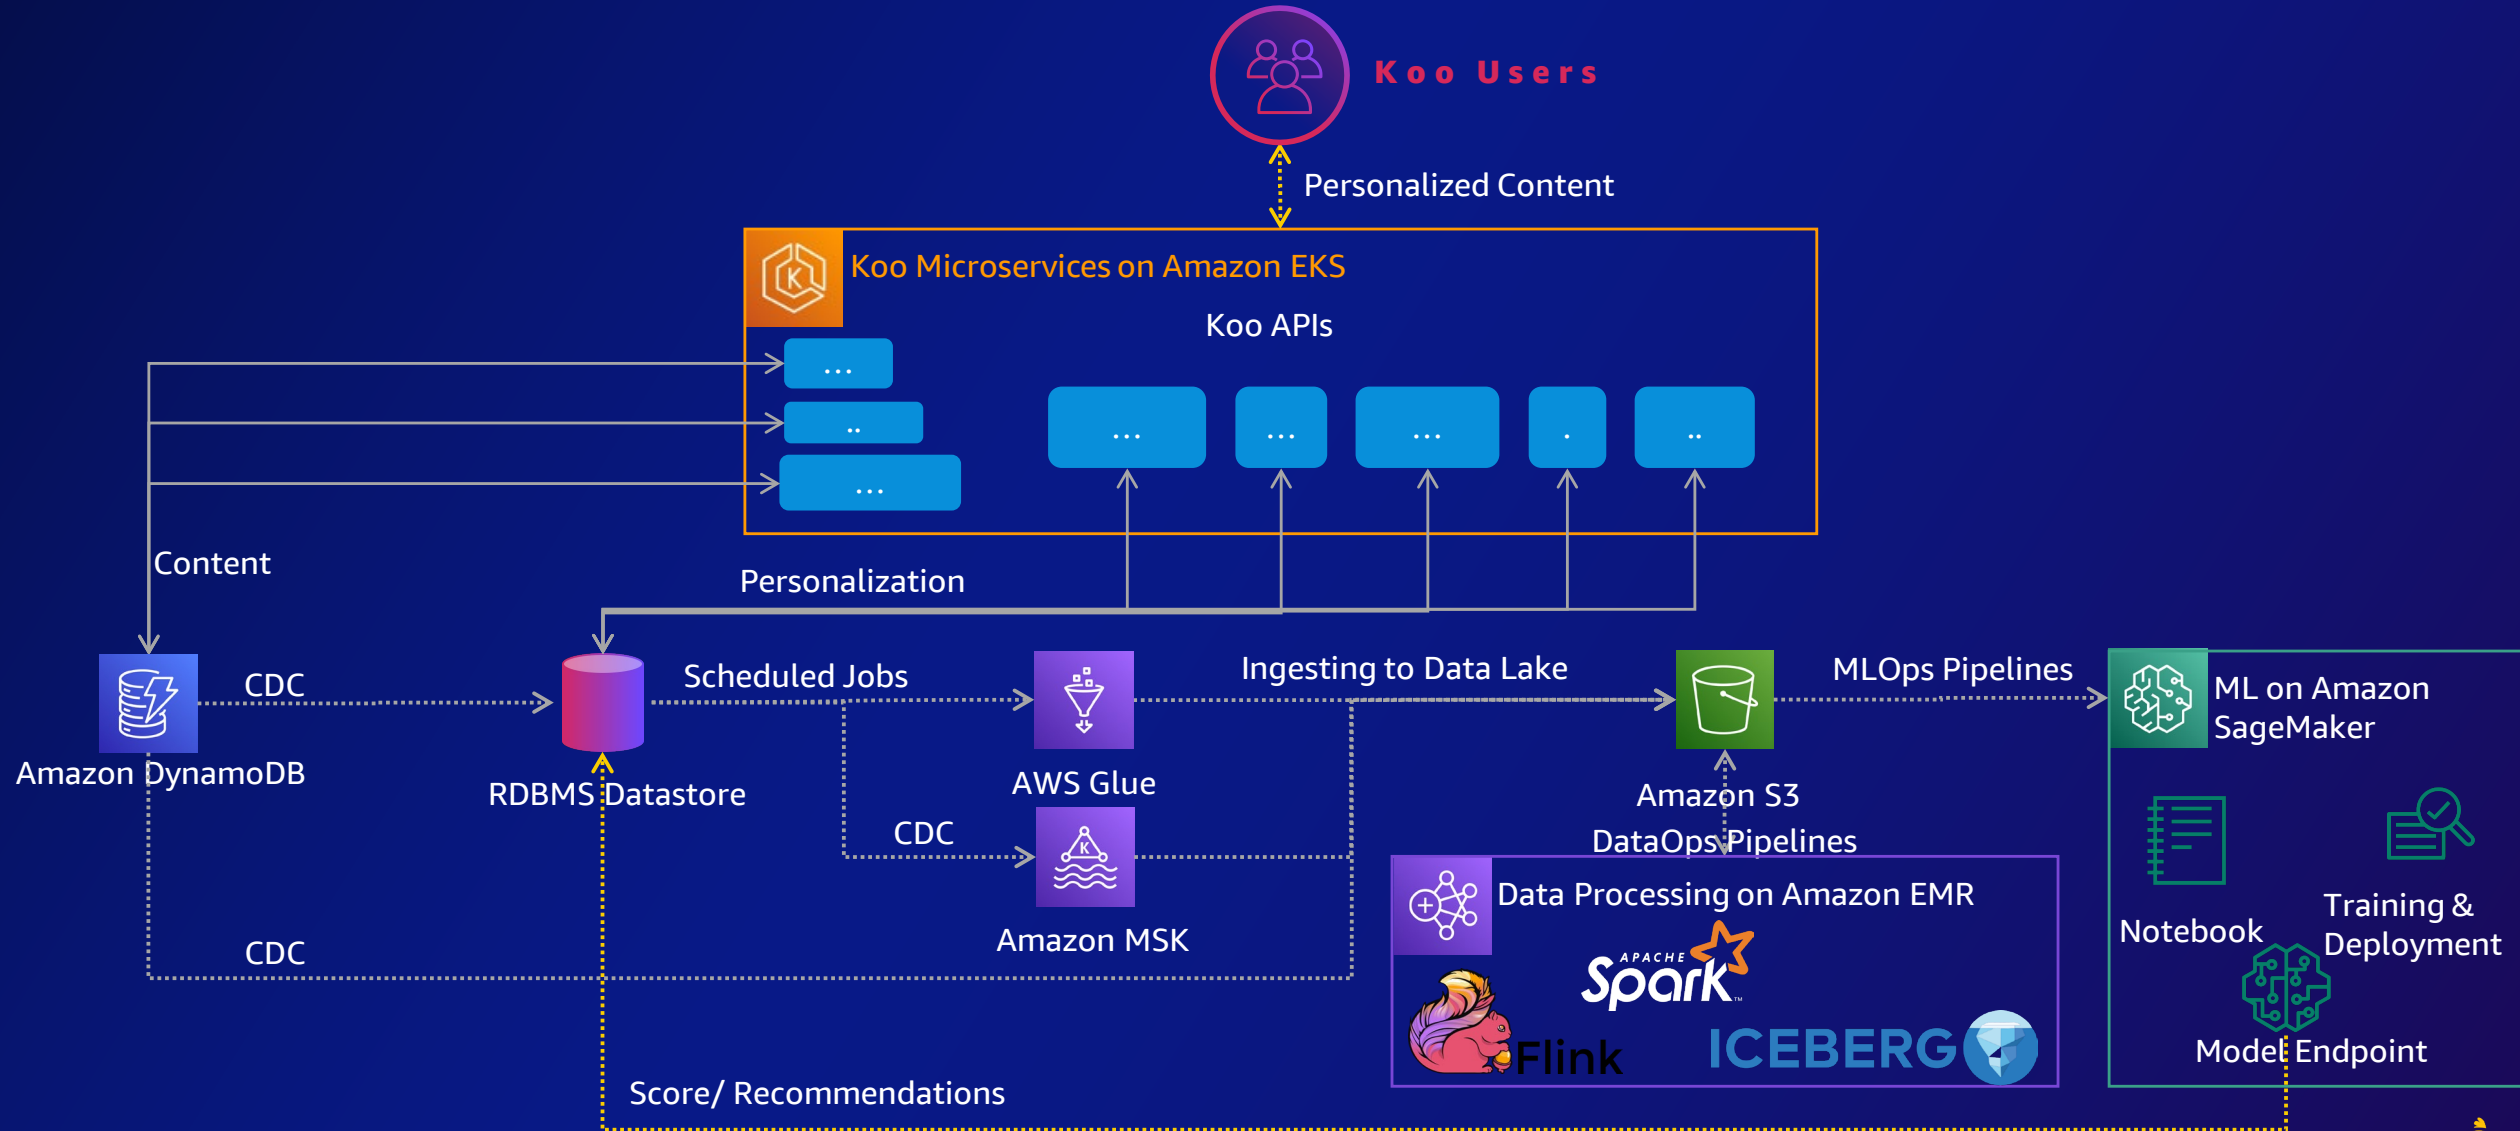 Koo Users
Personalized Content
Koo Microservices on Amazon EKS
Koo APIs
...
..
...
...
...
...
.
..
Content
Personalization
CDC
Scheduled Jobs
Ingesting to Data Lake
MLOps Pipelines
ML on Amazon
SageMaker
Amazon DynamoDB
RDBMS Datastore
AWS Glue
Amazon S3
CDC
K
DataOps Pipelines
Data Processing on Amazon EMR
Amazon MSK
CDC
APACHE
Spark™
Flink
ICEBERG
Notebook
Training &
Deployment
Model Endpoint
Score/ Recommendations